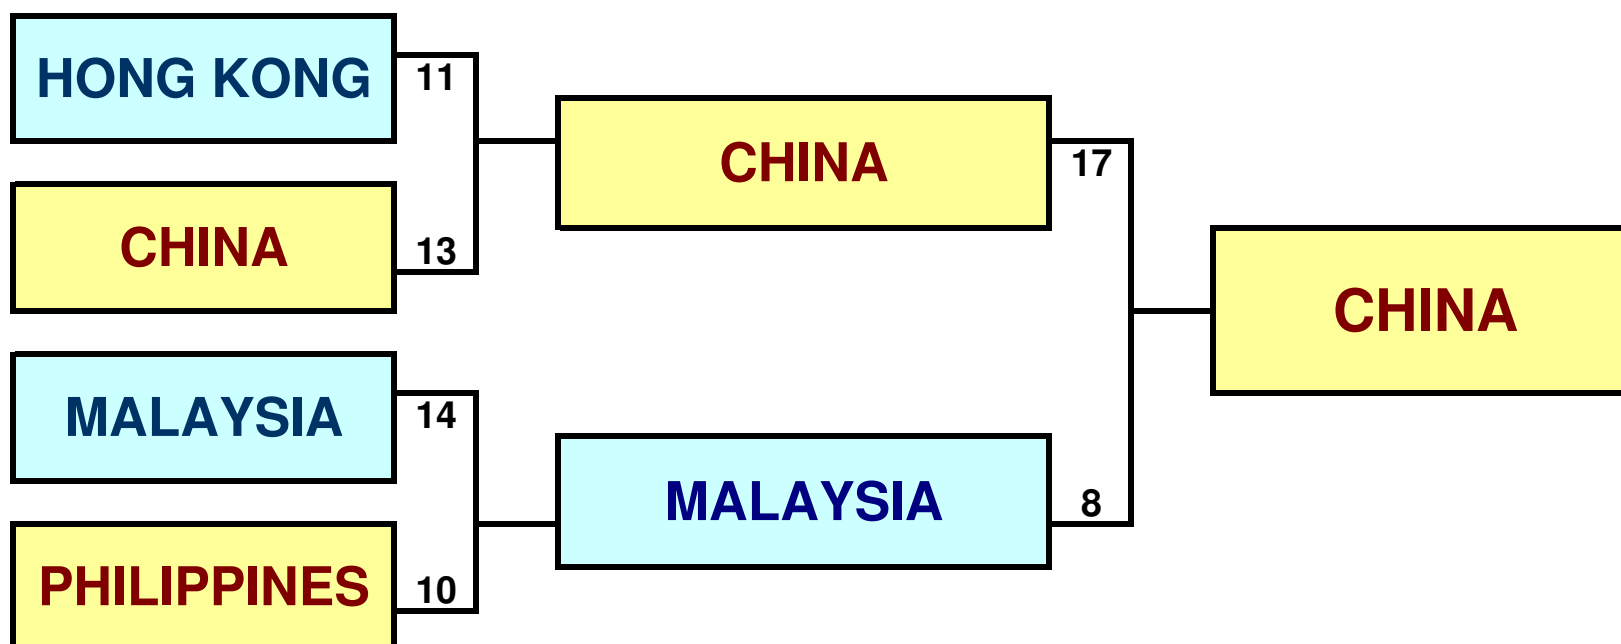 HONG KONG
11
CHINA
13
MALAYSIA
14
PHILIPPINES
10
CHINA
17
MALAYSIA
8
CHINA